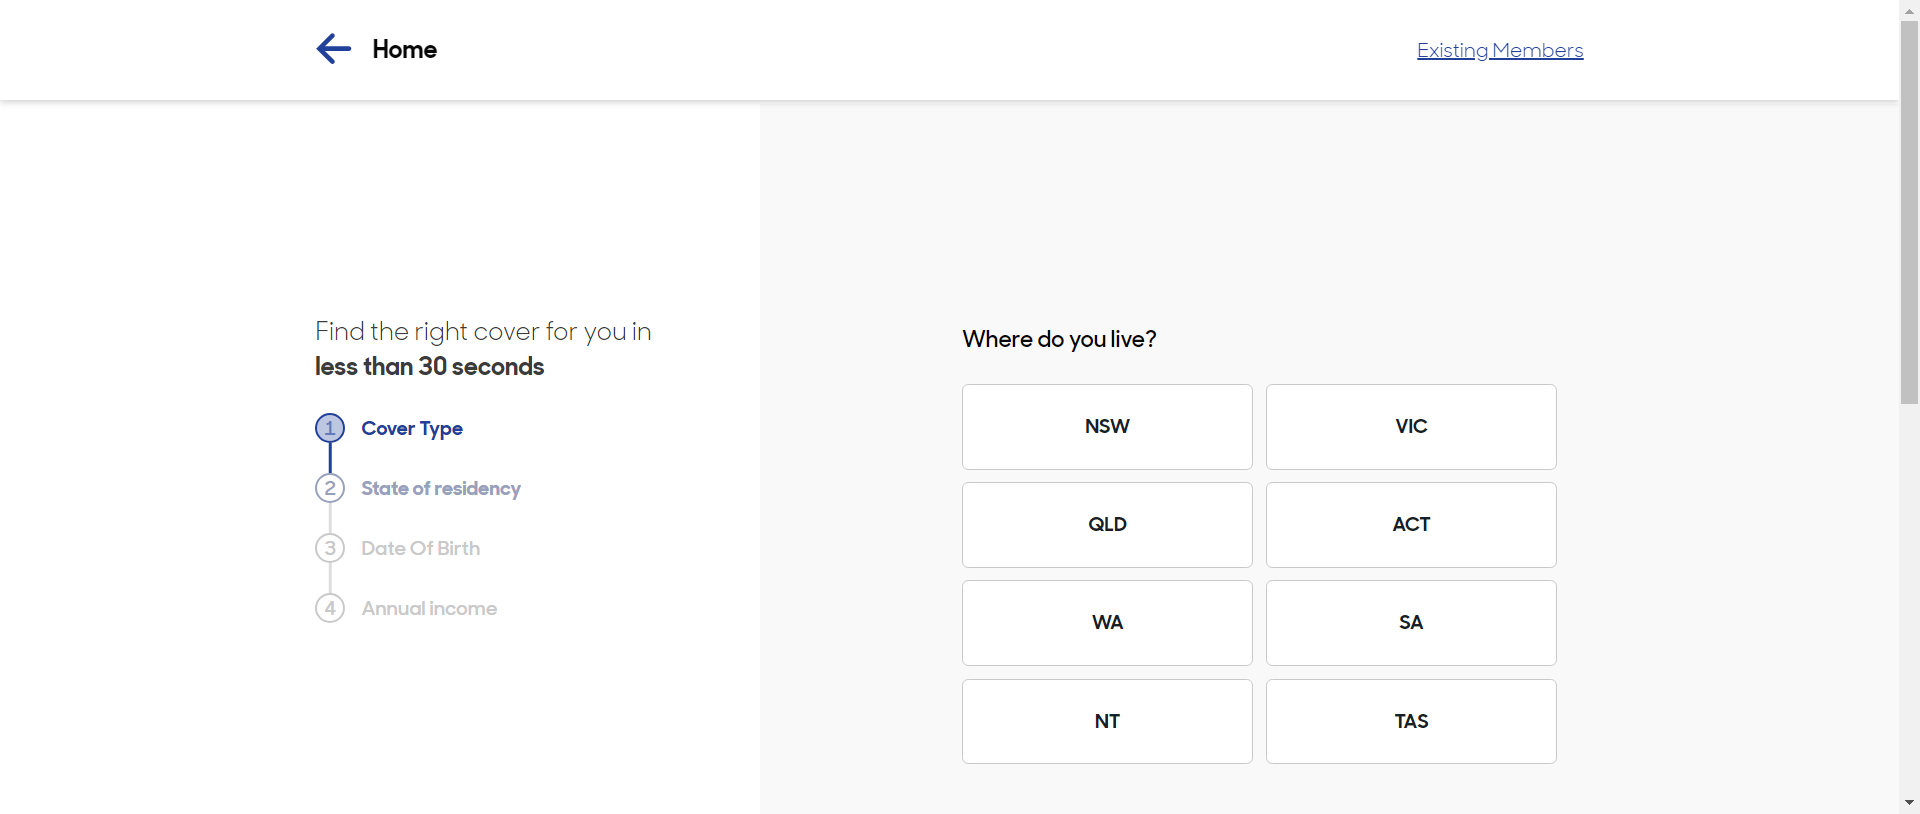 Home
Existing Members
Find the right cover for you in
less than 30 seconds
1 Cover Type
2 State of residency
3 Date Of Birth
4 Annual income
Where do you live?
NSW
VIC
QLD
ACT
WA
SA
NT
TAS